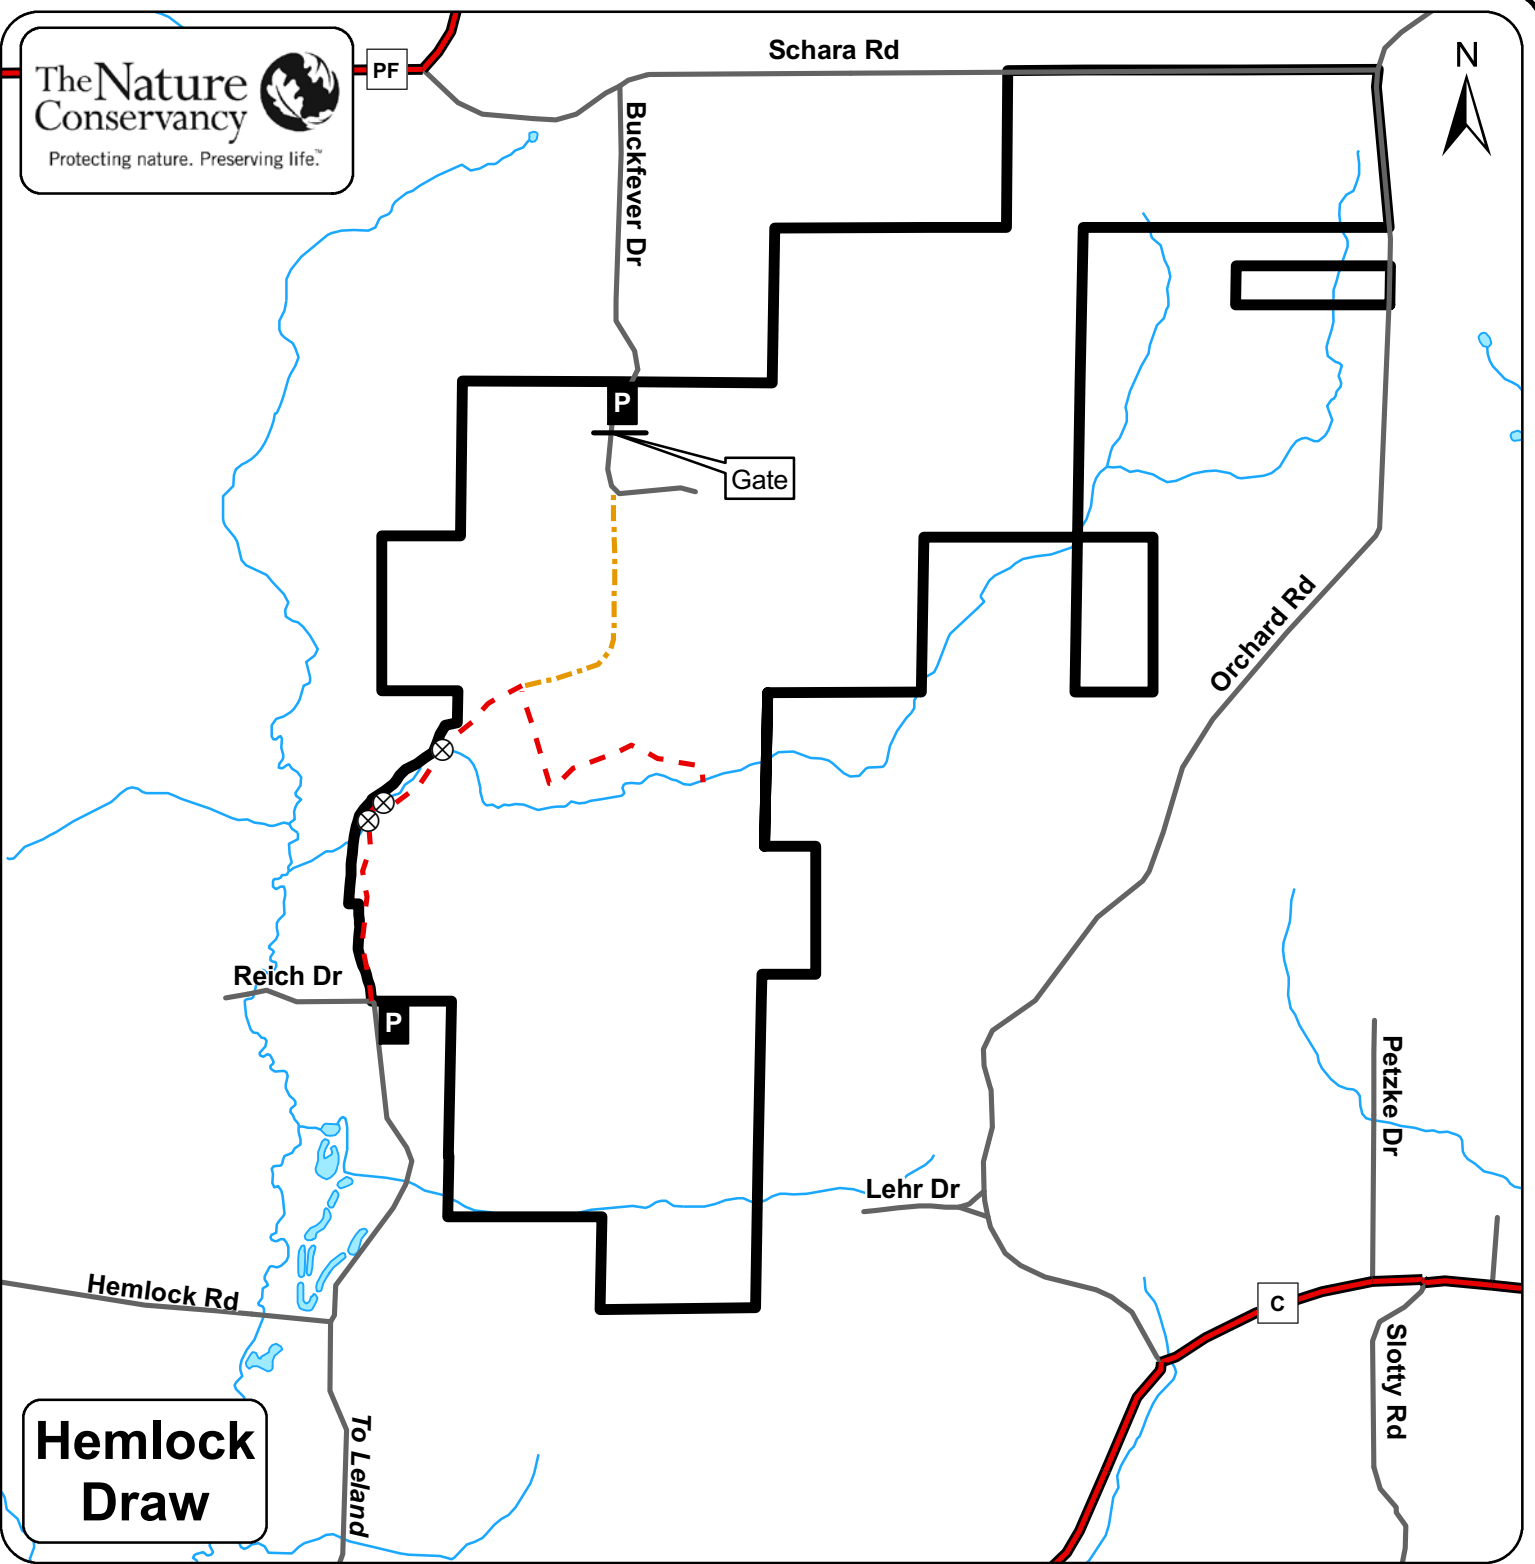 The Nature
Conservancy
Protecting nature. Preserving life.™
PF
Schara Rd
N
Buckfever Dr
P
Gate
Orchard Rd
Reich Dr
P
Petzke Dr
Lehr Dr
Hemlock Rd
C
Slotty Rd
To Leland
Hemlock
Draw